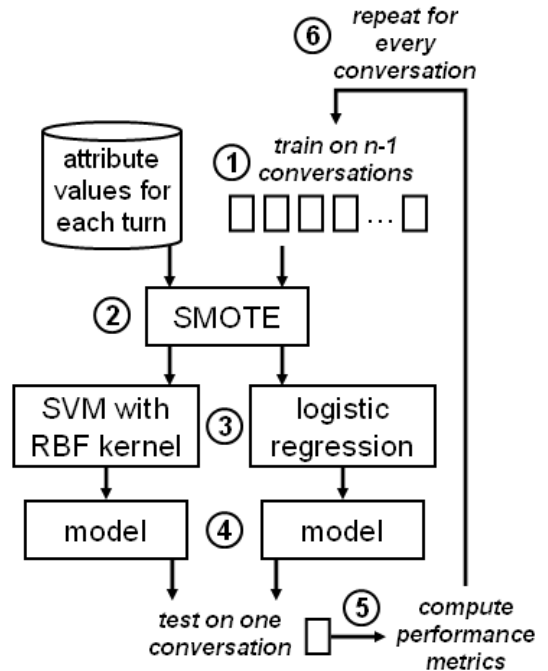 ⑥
repeat for
every
conversation
attribute
values for
each turn
①
train on n-1
conversations
...
②
SMOTE
SVM with
RBF kernel
③
logistic
regression
model
④
model
test on one
conversation
⑤
compute
performance
metrics